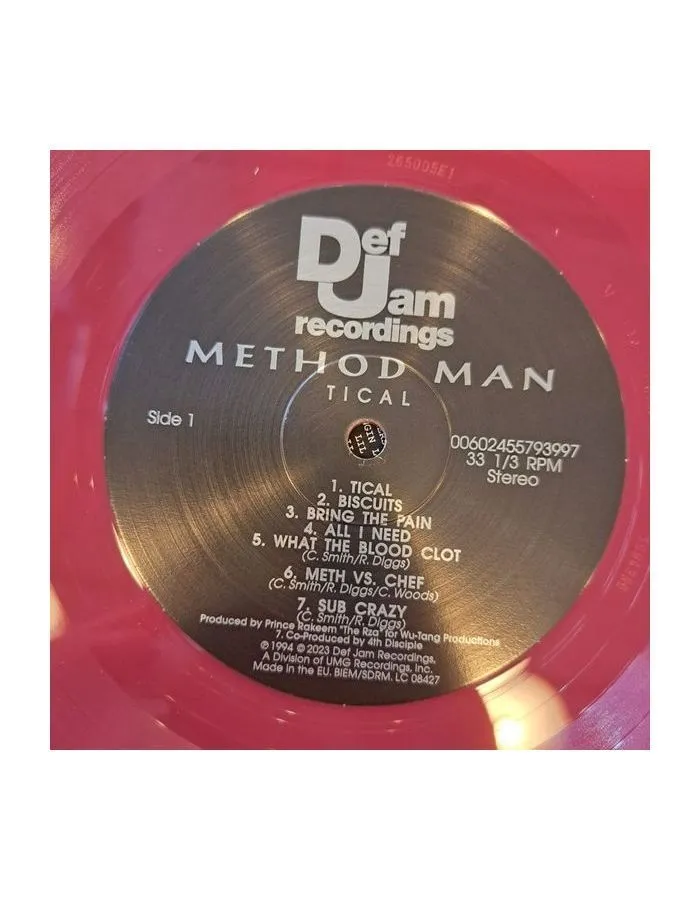 265005E1
Def
Jam
recordings
METHOD MAN
TICAL
Side 1
00602455793997
33 1/3 RPM
Stereo
1. TICAL
2. BISCUITS
3. BRING THE PAIN
4. ALL I NEED
5. WHAT THE BLOOD CLOT
(C. Smith/R. Diggs)
6. METH VS. CHEF
(C. Smith/R. Diggs/C. Woods)
7. SUB CRAZY
(C. Smith/R. Diggs)
Produced by Prince Rakeem "The Rza" for Wu-Tang Productions
7. Co-Produced by 4th Disciple
℗ 1994 © 2023 Def Jam Recordings,
A Division of UMG Recordings, Inc.
Made in the EU. BIEM/SDRM. LC 08427